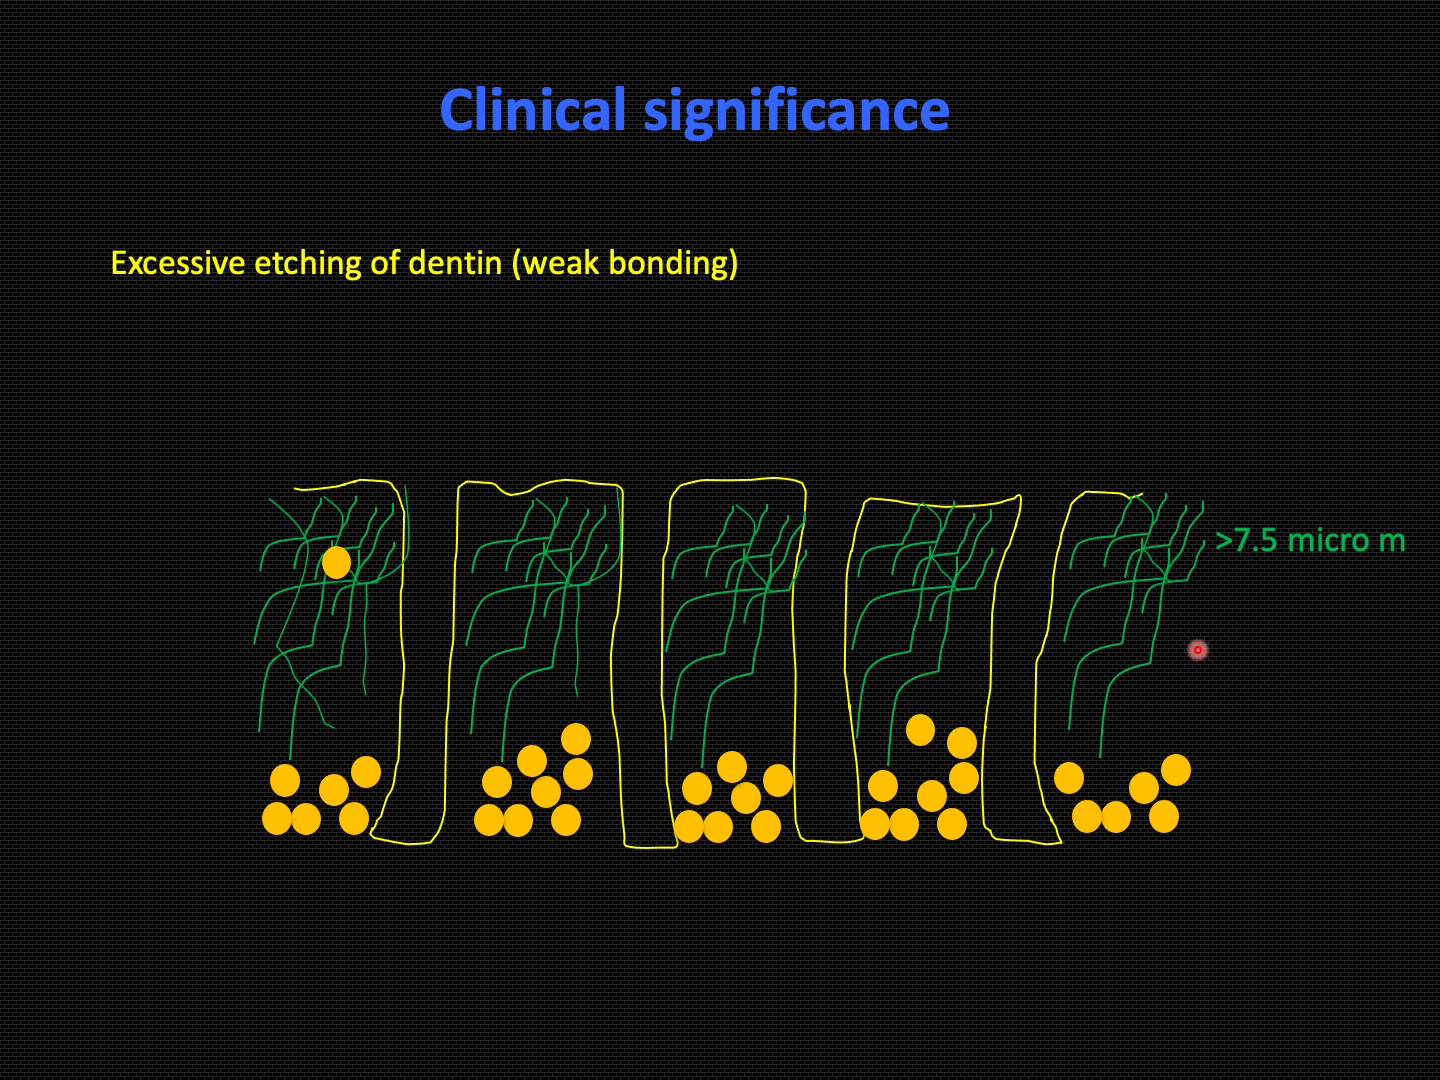 Clinical significance
Excessive etching of dentin (weak bonding)
>7.5 micro m